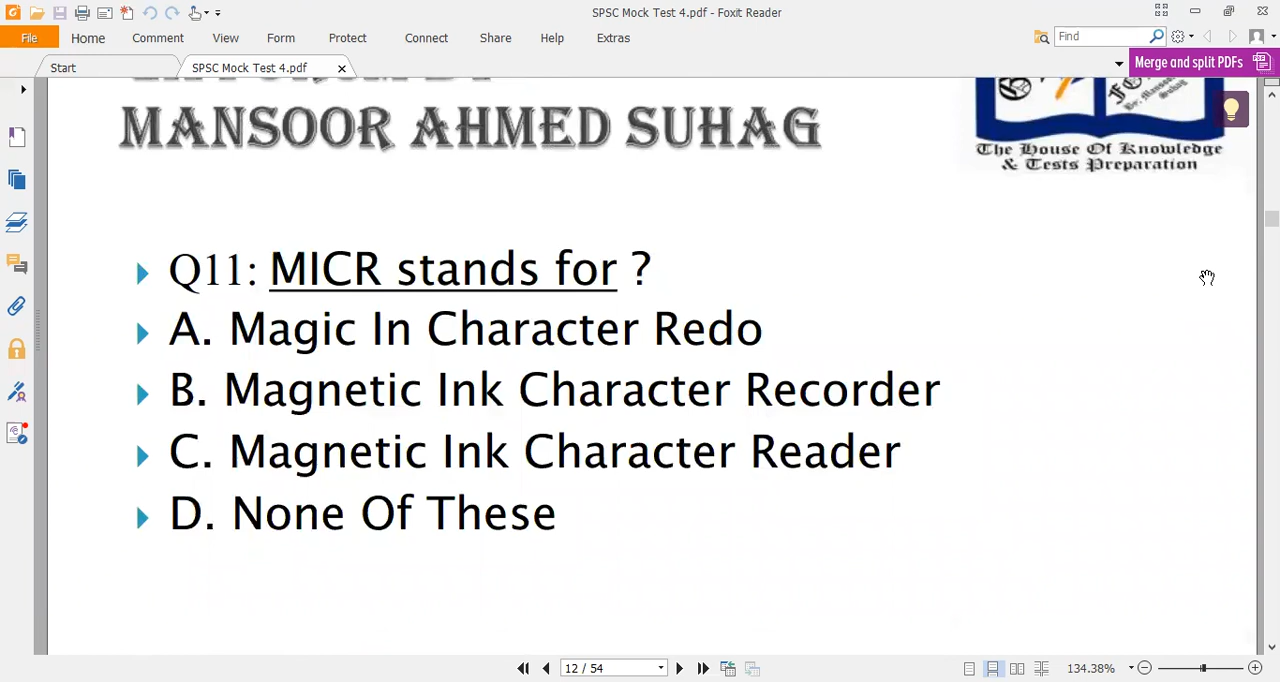 SPSC Mock Test 4.pdf - Foxit Reader
File Home Comment View Form Protect Connect Share Help Extras Find
Start SPSC Mock Test 4.pdf Merge and split PDFs
MANSOOR AHMED SUHAG
The House Of Knowledge
& Tests Preparation
Q11: MICR stands for ?
A. Magic In Character Redo
B. Magnetic Ink Character Recorder
C. Magnetic Ink Character Reader
D. None Of These
12 / 54 134.38%